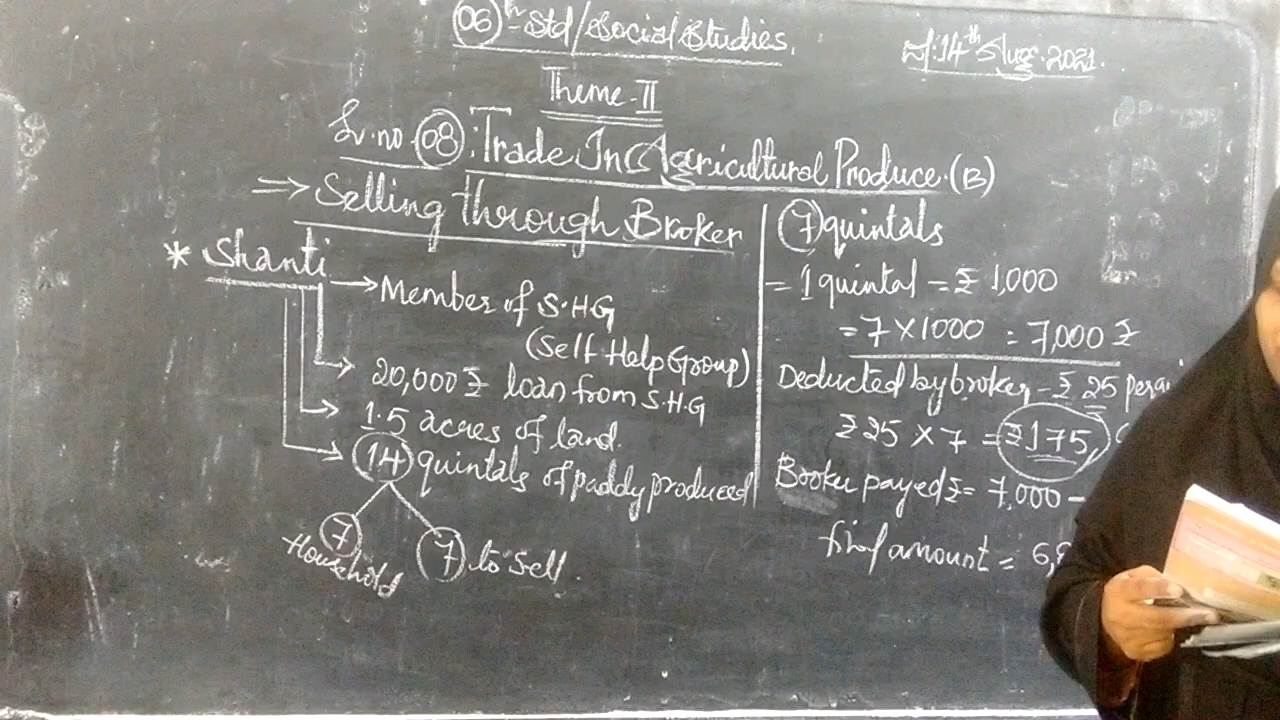 06th Std/Social Studies.
14th Aug. 2021.
Theme-II
L.no. 08: Trade In Agricultural Produce.(B)
=> Selling through Broker
* Shanti
→ Member of S.H.G
(Self Help Group)
→ 20,000 ₹ loan from S.H.G
→ 1.5 acres of land.
→ 14 quintals of paddy produced
7 Household
7 to sell.
7 quintals
= 1 quintal = ₹ 1,000
= 7 X 1000 = 7,000 ₹
Deducted by broker - ₹ 25 per
₹ 25 X 7 = ₹175,
Broker payed ₹ = 7,000 -
amount = 6,